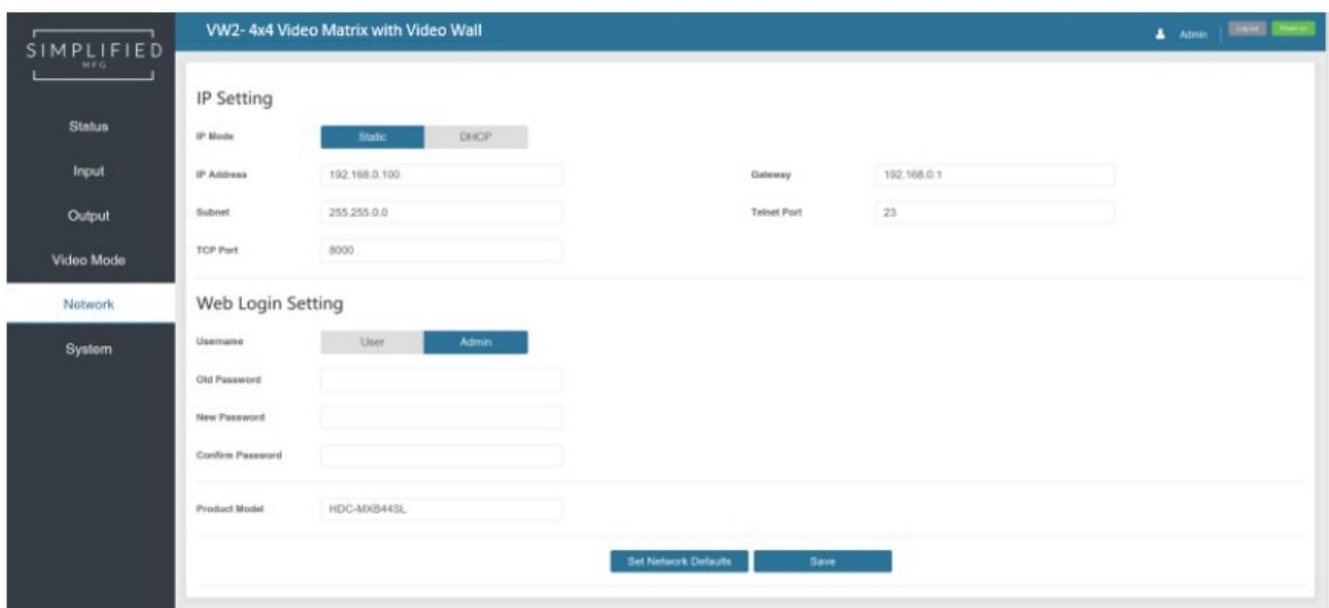 SIMPLIFIED
MFG
VW2- 4x4 Video Matrix with Video Wall
Admin
Status
Input
Output
Video Mode
Network
System
IP Setting
IP Mode Static DHCP
IP Address 192.168.0.100 Gateway 192.168.0.1
Subnet 255.255.0.0 Telnet Port 23
TCP Port 8000
Web Login Setting
Username User Admin
Old Password
New Password
Confirm Password
Product Model HDC-MXB44SL
Set Network Defaults Save